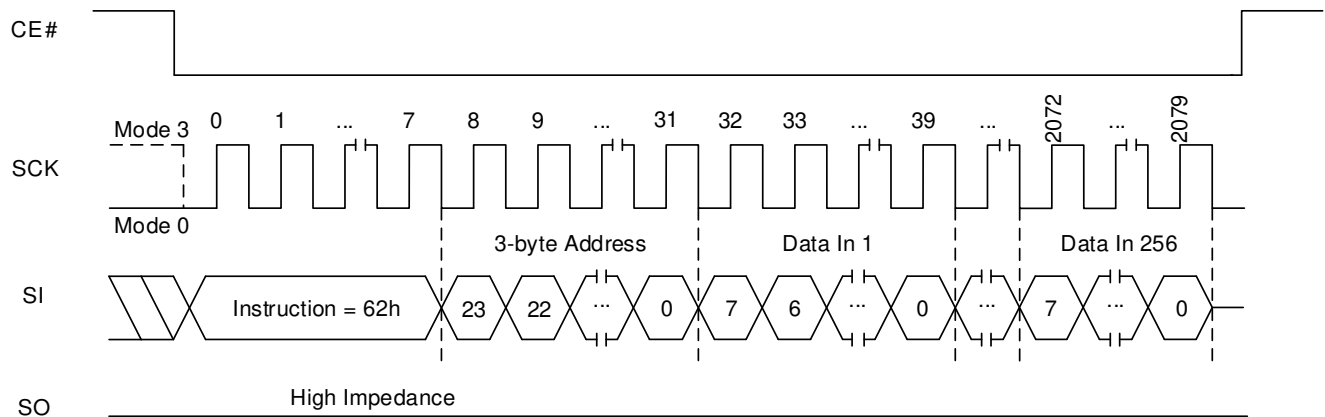 CE#
0 1 ... 7 8 9 ... 31 32 33 ... 39 ... 2072 ... 2079
Mode 3
SCK
Mode 0
3-byte Address Data In 1 Data In 256
SI Instruction = 62h 23 22 ... 0 7 6 ... 0 ... 7 ... 0
High Impedance
SO